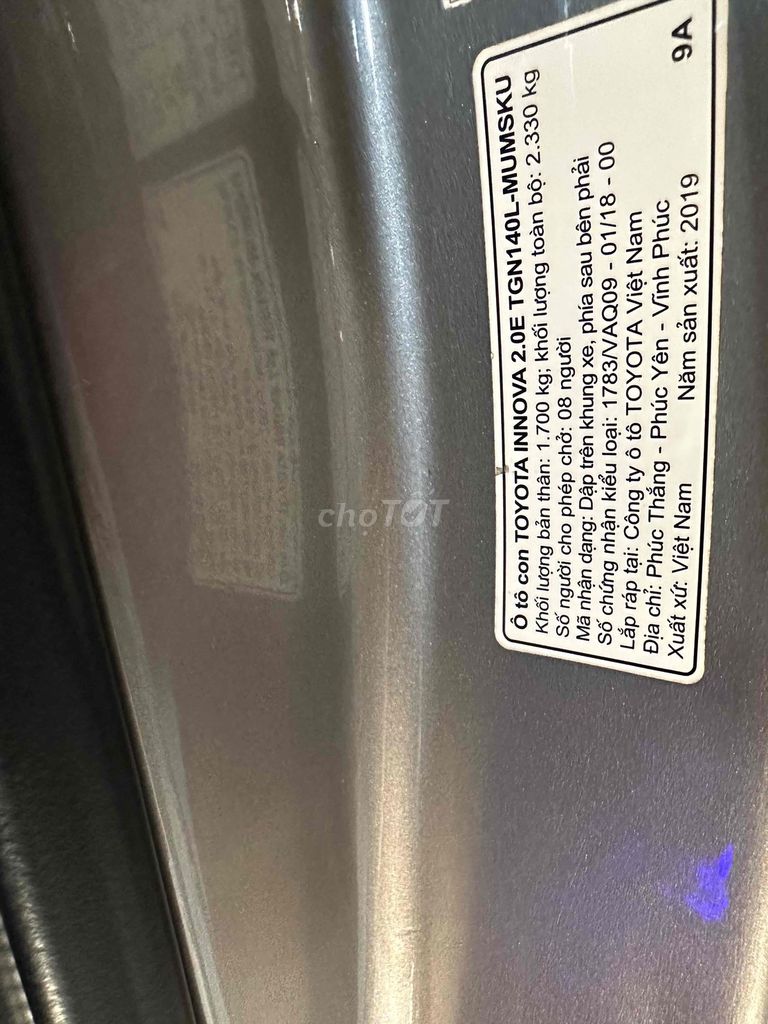 Ô tô con TOYOTA INNOVA 2.0E TGN140L-MUMSKU
Khối lượng bản thân: 1.700 kg; khối lượng toàn bộ: 2.330 kg
Số người cho phép chở: 08 người
Mã nhận dạng: Dập trên khung xe, phía sau bên phải
Số chứng nhận kiểu loại: 1783/VAQ09 - 01/18 - 00
Lắp ráp tại: Công ty ô tô TOYOTA Việt Nam
Địa chỉ: Phúc Thắng - Phúc Yên - Vĩnh Phúc
Xuất xứ: Việt Nam Năm sản xuất: 2019 9A
chợTỐT